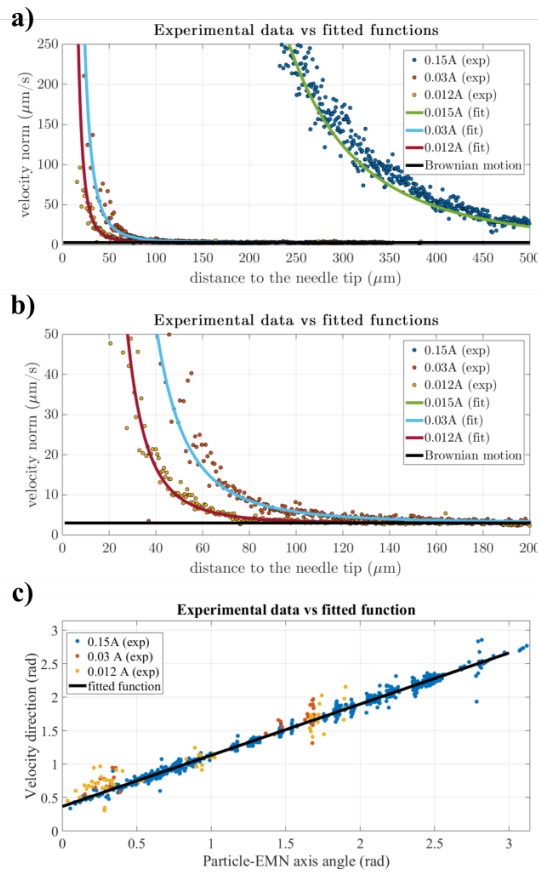 a)
Experimental data vs fitted functions
250
200
150
100
50
0
0 50 100 150 200 250 300 350 400 450 500
velocity norm (μm/s)
distance to the needle tip (μm)
0.15A (exp)
0.03A (exp)
0.012A (exp)
0.015A (fit)
0.03A (fit)
0.012A (fit)
Brownian motion
b)
Experimental data vs fitted functions
50
40
30
20
10
0
0 20 40 60 80 100 120 140 160 180 200
velocity norm (μm/s)
distance to the needle tip (μm)
0.15A (exp)
0.03A (exp)
0.012A (exp)
0.015A (fit)
0.03A (fit)
0.012A (fit)
Brownian motion
c)
Experimental data vs fitted function
3
2.5
2
1.5
1
0.5
0
0 0.5 1 1.5 2 2.5 3
Velocity direction (rad)
Particle-EMN axis angle (rad)
0.15A (exp)
0.03 A (exp)
0.012 A (exp)
fitted function